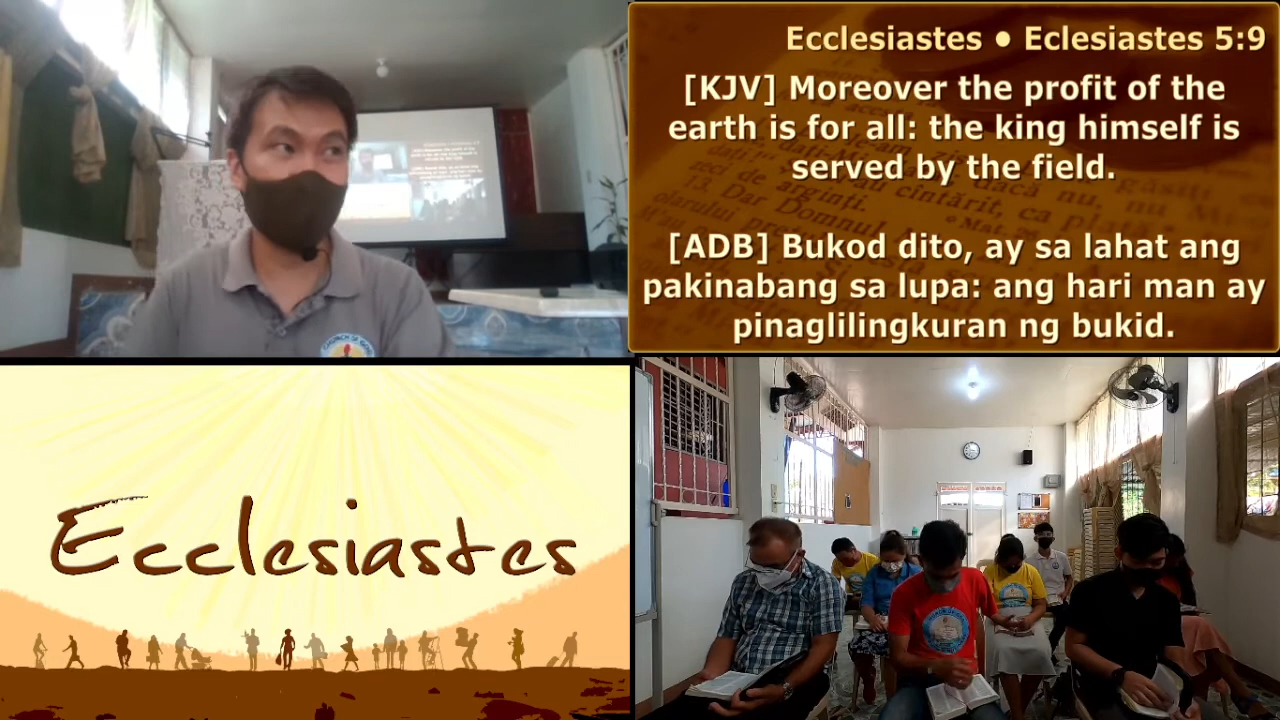 Ecclesiastes • Eclesiastes 5:9
[KJV] Moreover the profit of the
earth is for all: the king himself is
served by the field.
[ADB] Bukod dito, ay sa lahat ang
pakinabang sa lupa: ang hari man ay
pinaglilingkuran ng bukid.
Ecclesiastes